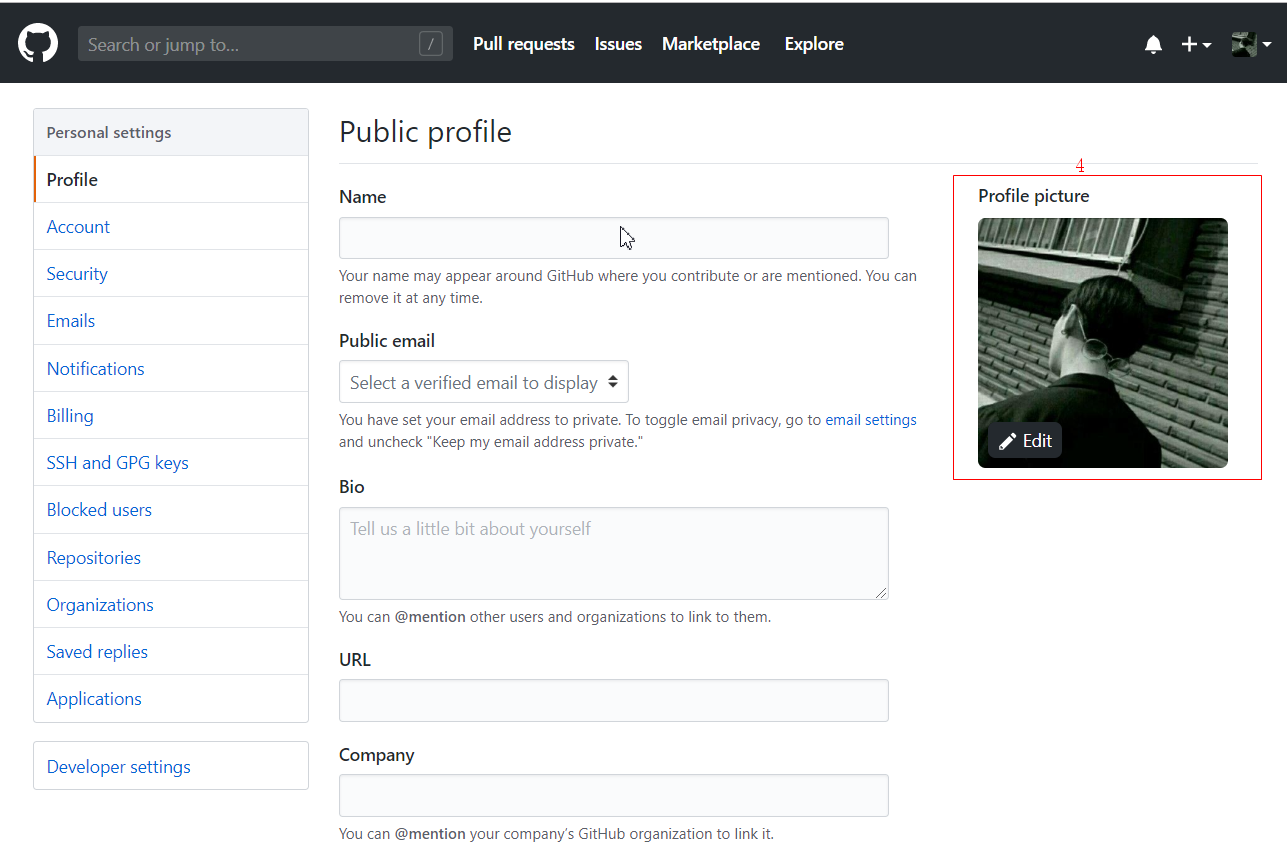 Search or jump to...
/
Pull requests
Issues
Marketplace
Explore
Personal settings
Profile
Account
Security
Emails
Notifications
Billing
SSH and GPG keys
Blocked users
Repositories
Organizations
Saved replies
Applications
Developer settings
Public profile
Name
Your name may appear around GitHub where you contribute or are mentioned. You can
remove it at any time.
Public email
Select a verified email to display
You have set your email address to private. To toggle email privacy, go to email settings
and uncheck "Keep my email address private."
Bio
Tell us a little bit about yourself
You can @mention other users and organizations to link to them.
URL
Company
You can @mention your company’s GitHub organization to link it.
4
Profile picture
Edit